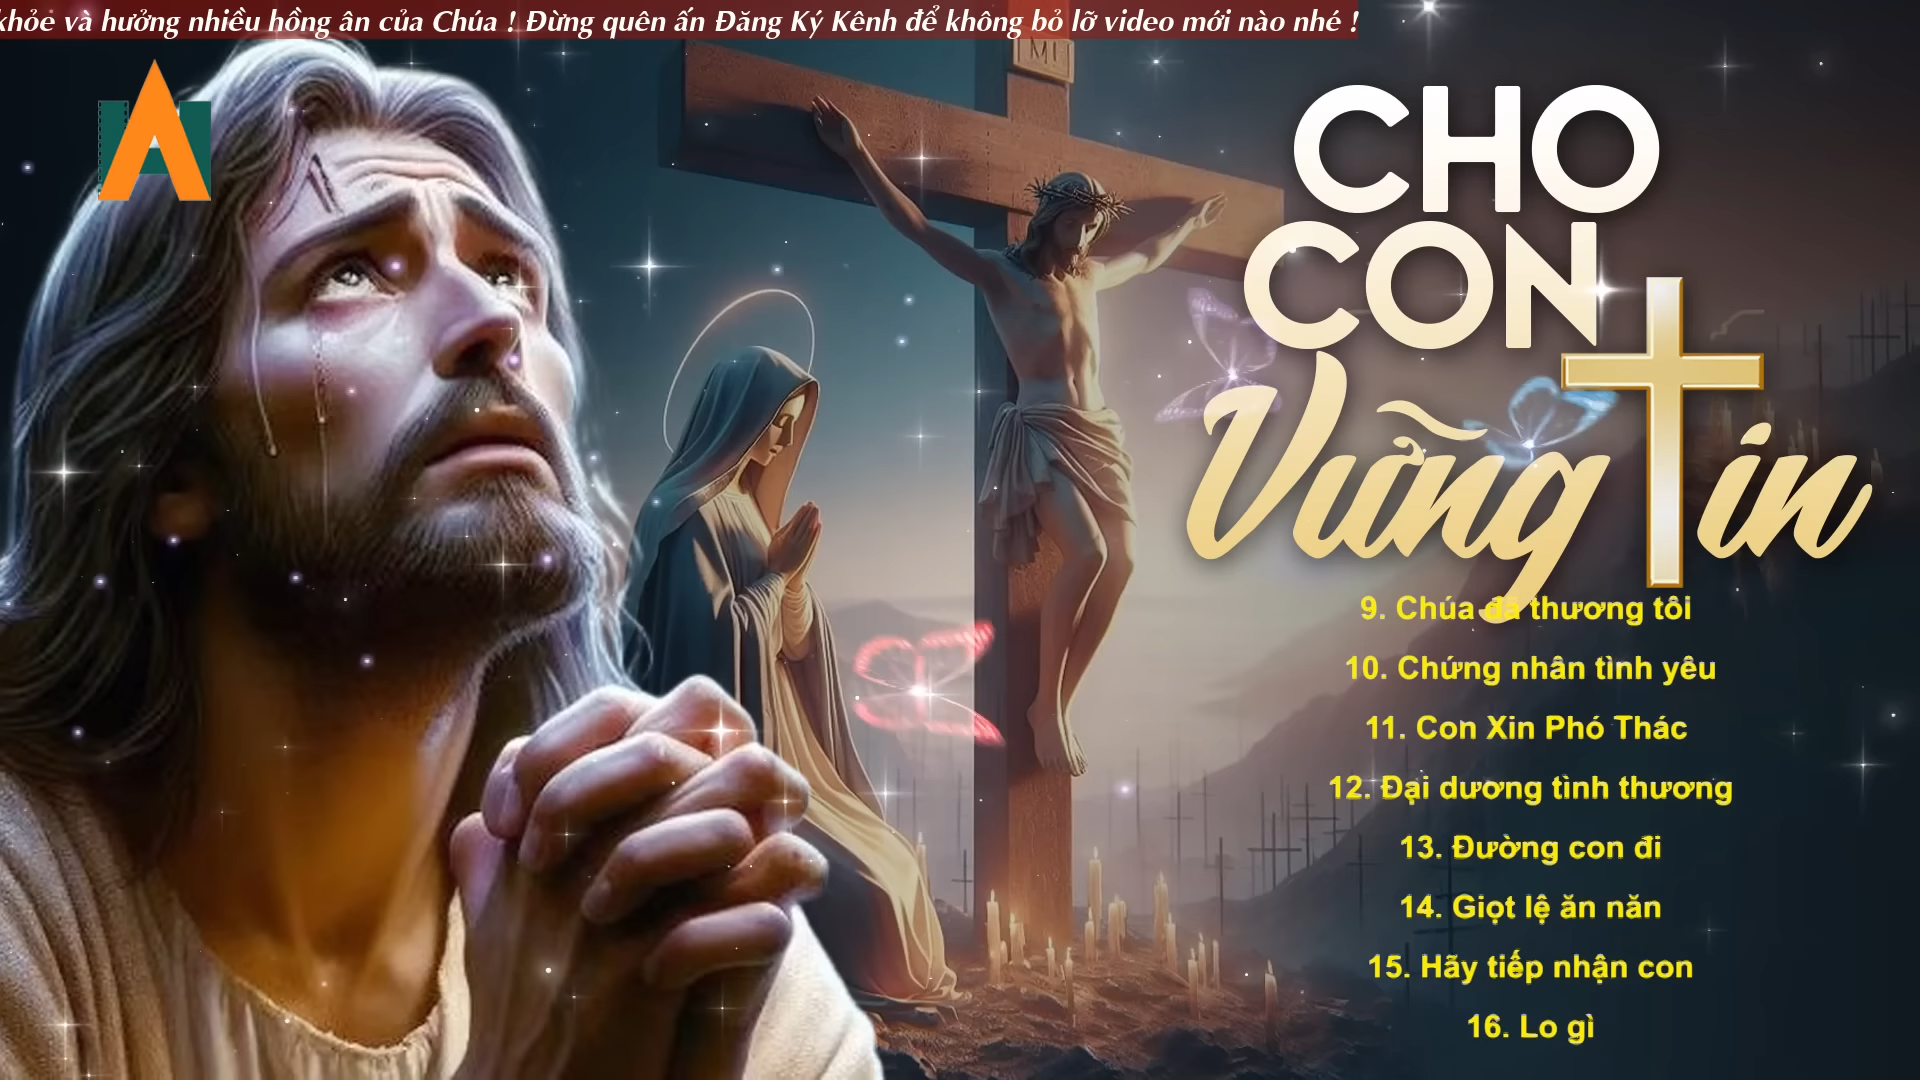 khỏe và hưởng nhiều hồng ân của Chúa ! Đừng quên ấn Đăng Ký Kênh để không bỏ lỡ video mới nào nhé !
CHO
CON
Vững Tin
9. Chúa đã thương tôi
10. Chứng nhân tình yêu
11. Con Xin Phó Thác
12. Đại dương tình thương
13. Đường con đi
14. Giọt lệ ăn năn
15. Hãy tiếp nhận con
16. Lo gì